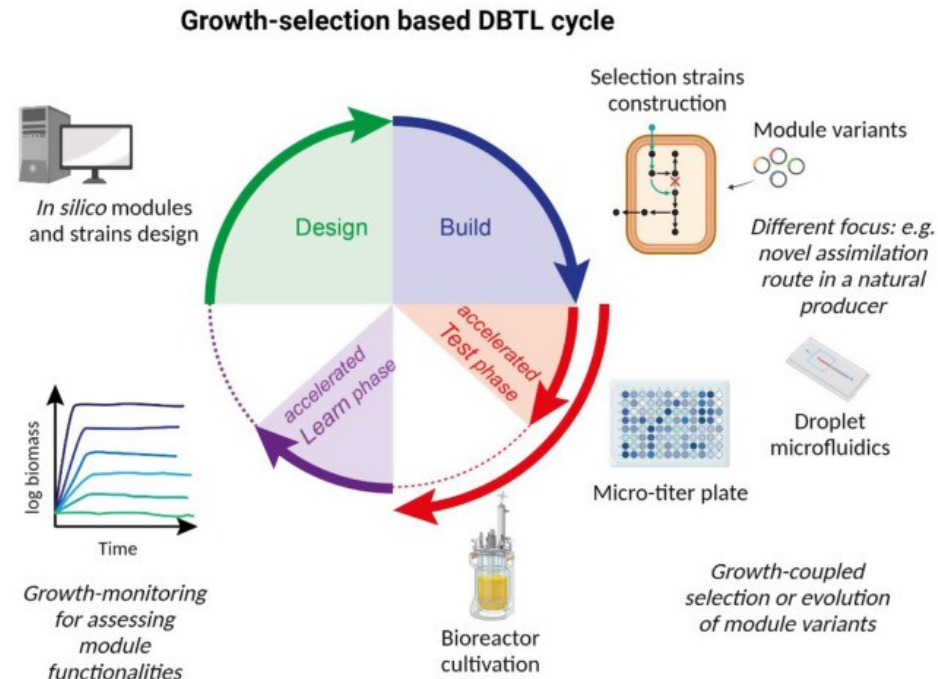 Growth-selection based DBTL cycle
Selection strains
construction
Module variants
In silico modules
and strains design
Design
Build
Different focus: e.g.
novel assimilation
route in a natural
producer
accelerated
Test phase
accelerated
Learn phase
Droplet
microfluidics
Micro-titer plate
log biomass
Time
Growth-monitoring
for assessing
module
functionalities
Bioreactor
cultivation
Growth-coupled
selection or evolution
of module variants